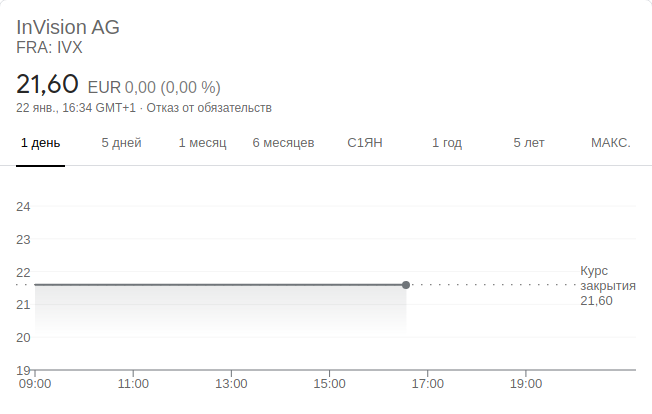 InVision AG
FRA: IVX
21,60 EUR 0,00 (0,00 %)
22 янв., 16:34 GMT+1 · Отказ от обязательств
1 день 5 дней 1 месяц 6 месяцев С1ЯН 1 год 5 лет МАКС.
24
23
22
21
20
19
Курс
закрытия
21,60
09:00 11:00 13:00 15:00 17:00 19:00